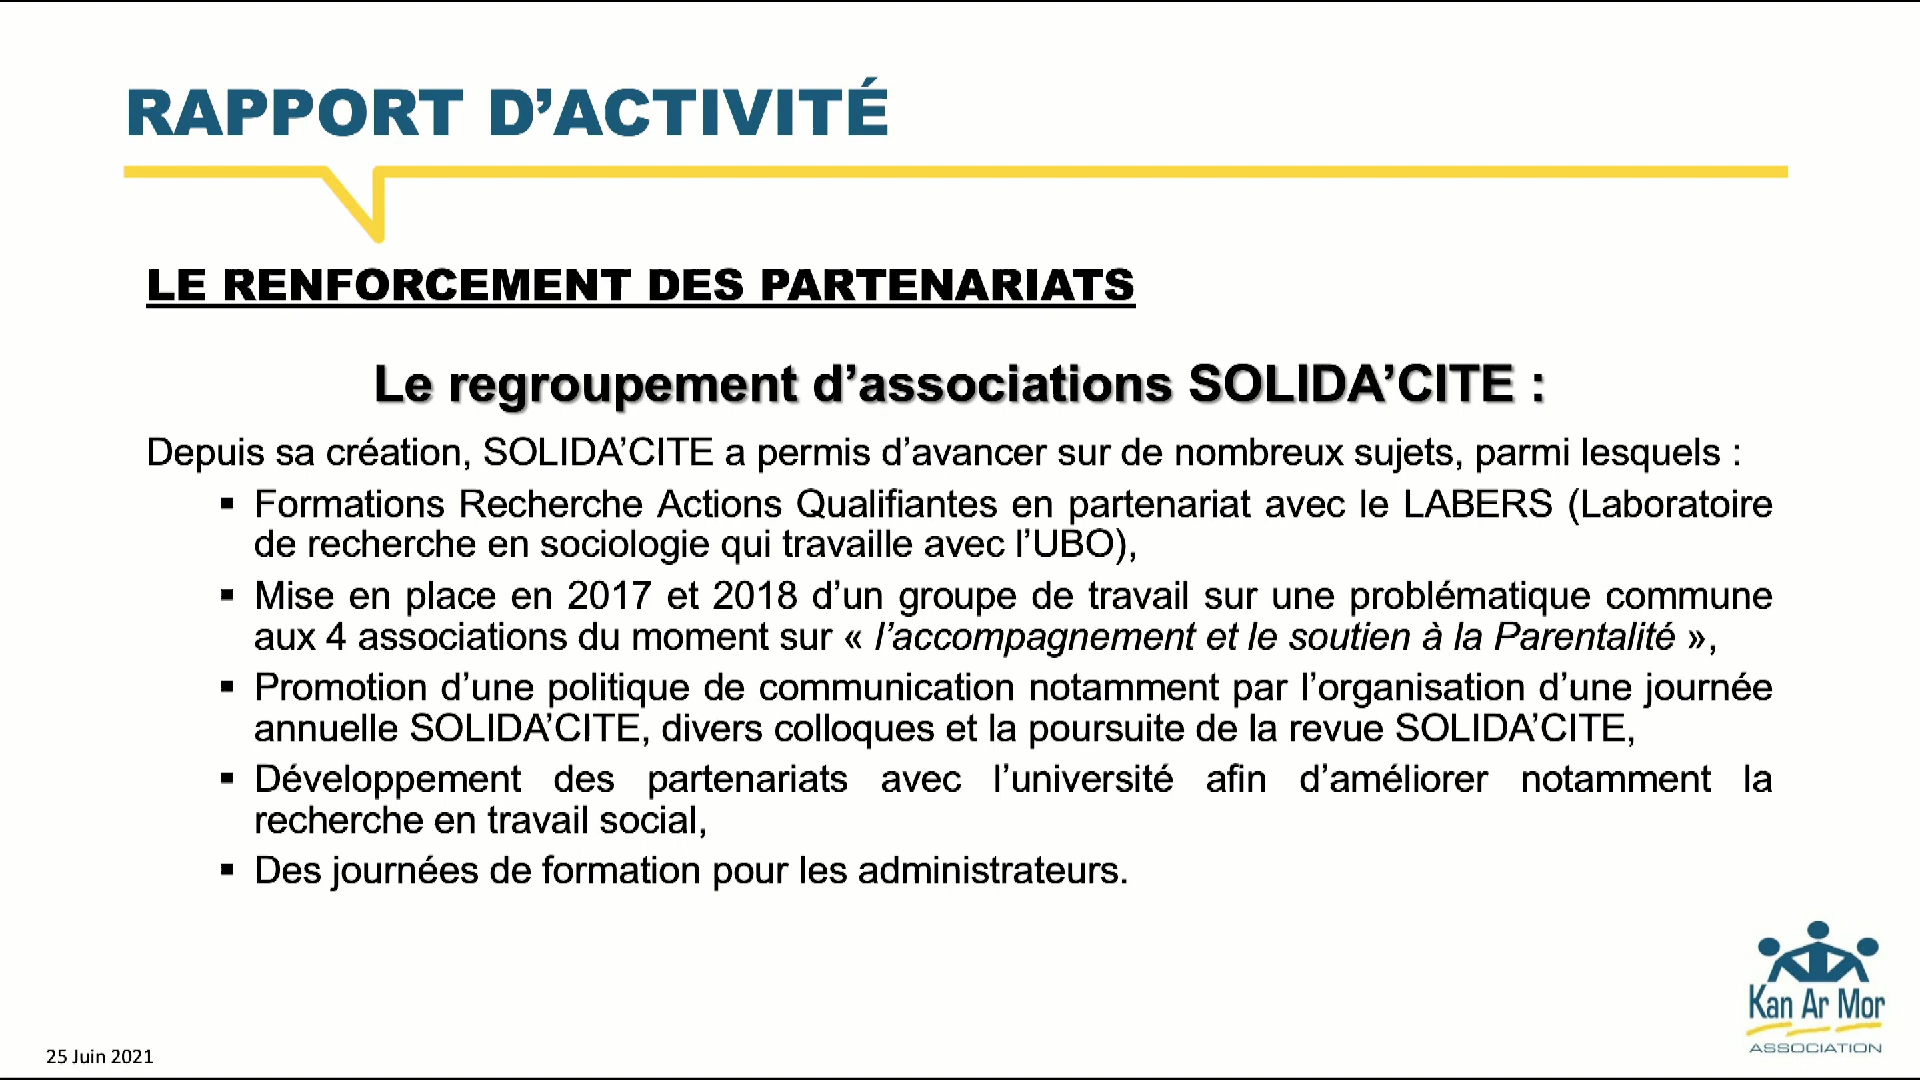 RAPPORT D’ACTIVITÉ
LE RENFORCEMENT DES PARTENARIATS
Le regroupement d’associations SOLIDA’CITE :
Depuis sa création, SOLIDA’CITE a permis d’avancer sur de nombreux sujets, parmi lesquels :
▪ Formations Recherche Actions Qualifiantes en partenariat avec le LABERS (Laboratoire
de recherche en sociologie qui travaille avec l’UBO),
▪ Mise en place en 2017 et 2018 d’un groupe de travail sur une problématique commune
aux 4 associations du moment sur « l’accompagnement et le soutien à la Parentalité »,
▪ Promotion d’une politique de communication notamment par l’organisation d’une journée
annuelle SOLIDA’CITE, divers colloques et la poursuite de la revue SOLIDA’CITE,
▪ Développement des partenariats avec l’université afin d’améliorer notamment la
recherche en travail social,
▪ Des journées de formation pour les administrateurs.
Kan Ar Mor
ASSOCIATION
25 Juin 2021